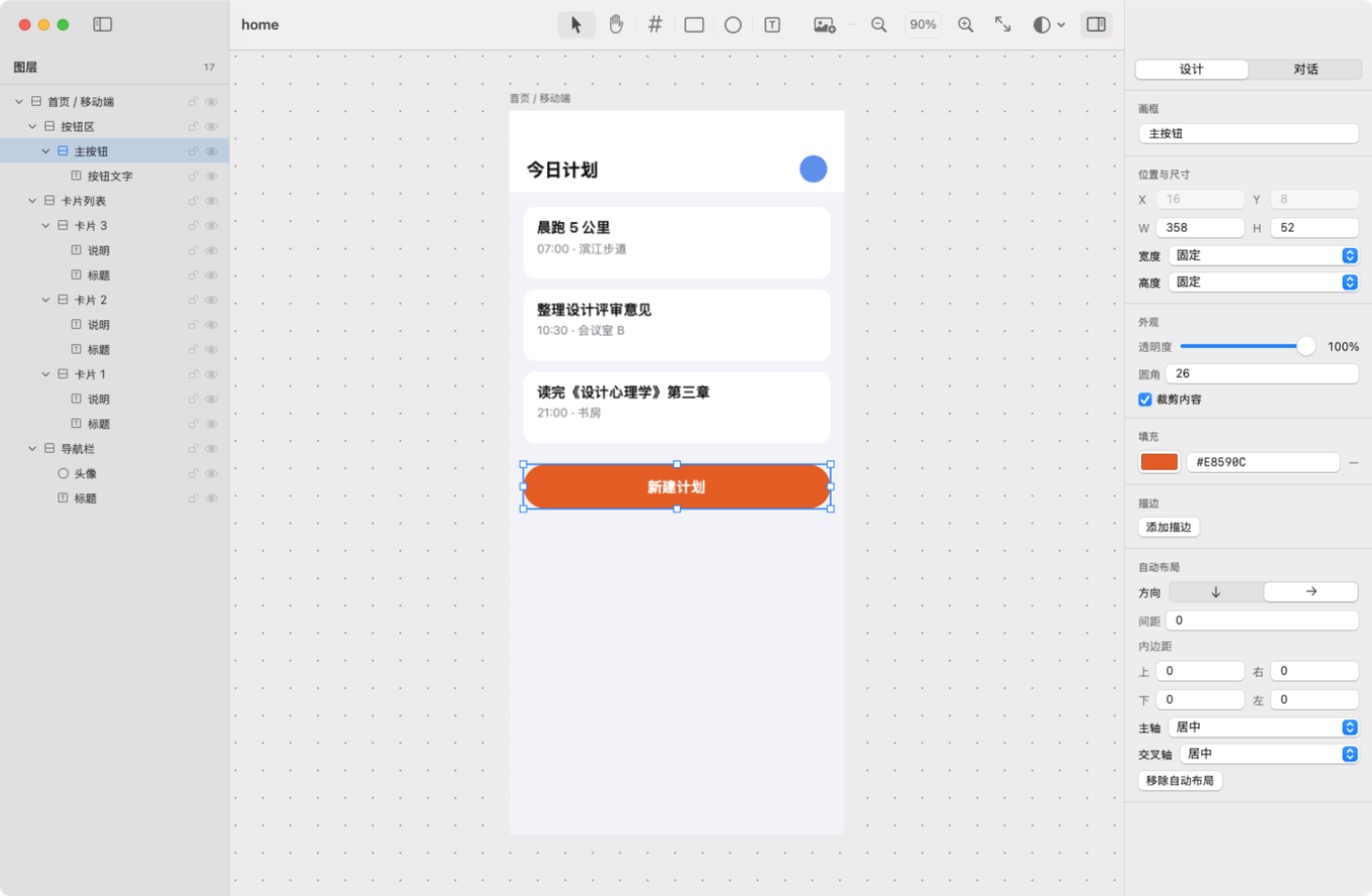 home
90%
图层
17
首页 / 移动端
按钮区
主按钮
按钮文字
卡片列表
卡片 3
说明
标题
卡片 2
说明
标题
卡片 1
说明
标题
导航栏
头像
标题
首页 / 移动端
今日计划
晨跑 5 公里
07:00 · 滨江步道
整理设计评审意见
10:30 · 会议室 B
读完《设计心理学》第三章
21:00 · 书房
新建计划
设计
对话
画框
主按钮
位置与尺寸
X 16 Y 8
W 358 H 52
宽度 固定
高度 固定
外观
透明度 100%
圆角 26
裁剪内容
填充
#E8590C
描边
添加描边
自动布局
方向
间距 0
内边距
上 0 右 0
下 0 左 0
主轴 居中
交叉轴 居中
移除自动布局